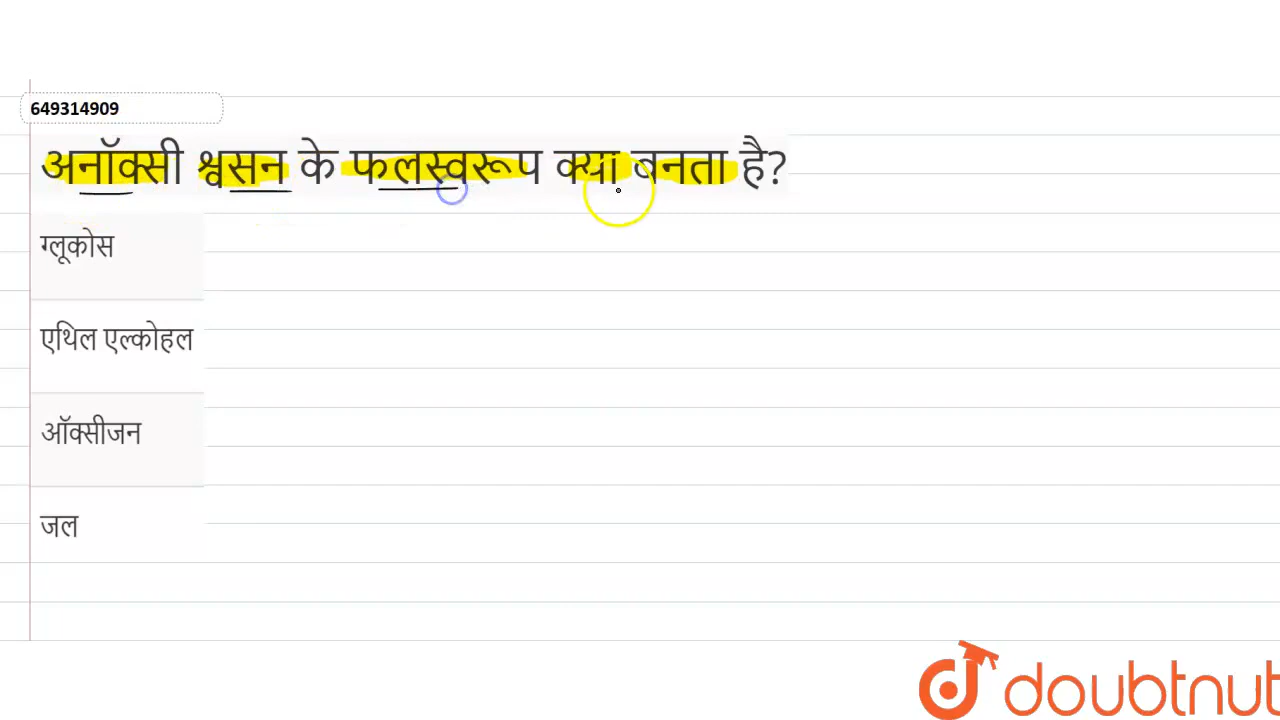 649314909
अनॉक्सी श्वसन के फलस्वरूप क्या बनता है?
ग्लूकोस
एथिल एल्कोहल
ऑक्सीजन
जल
doubtnut